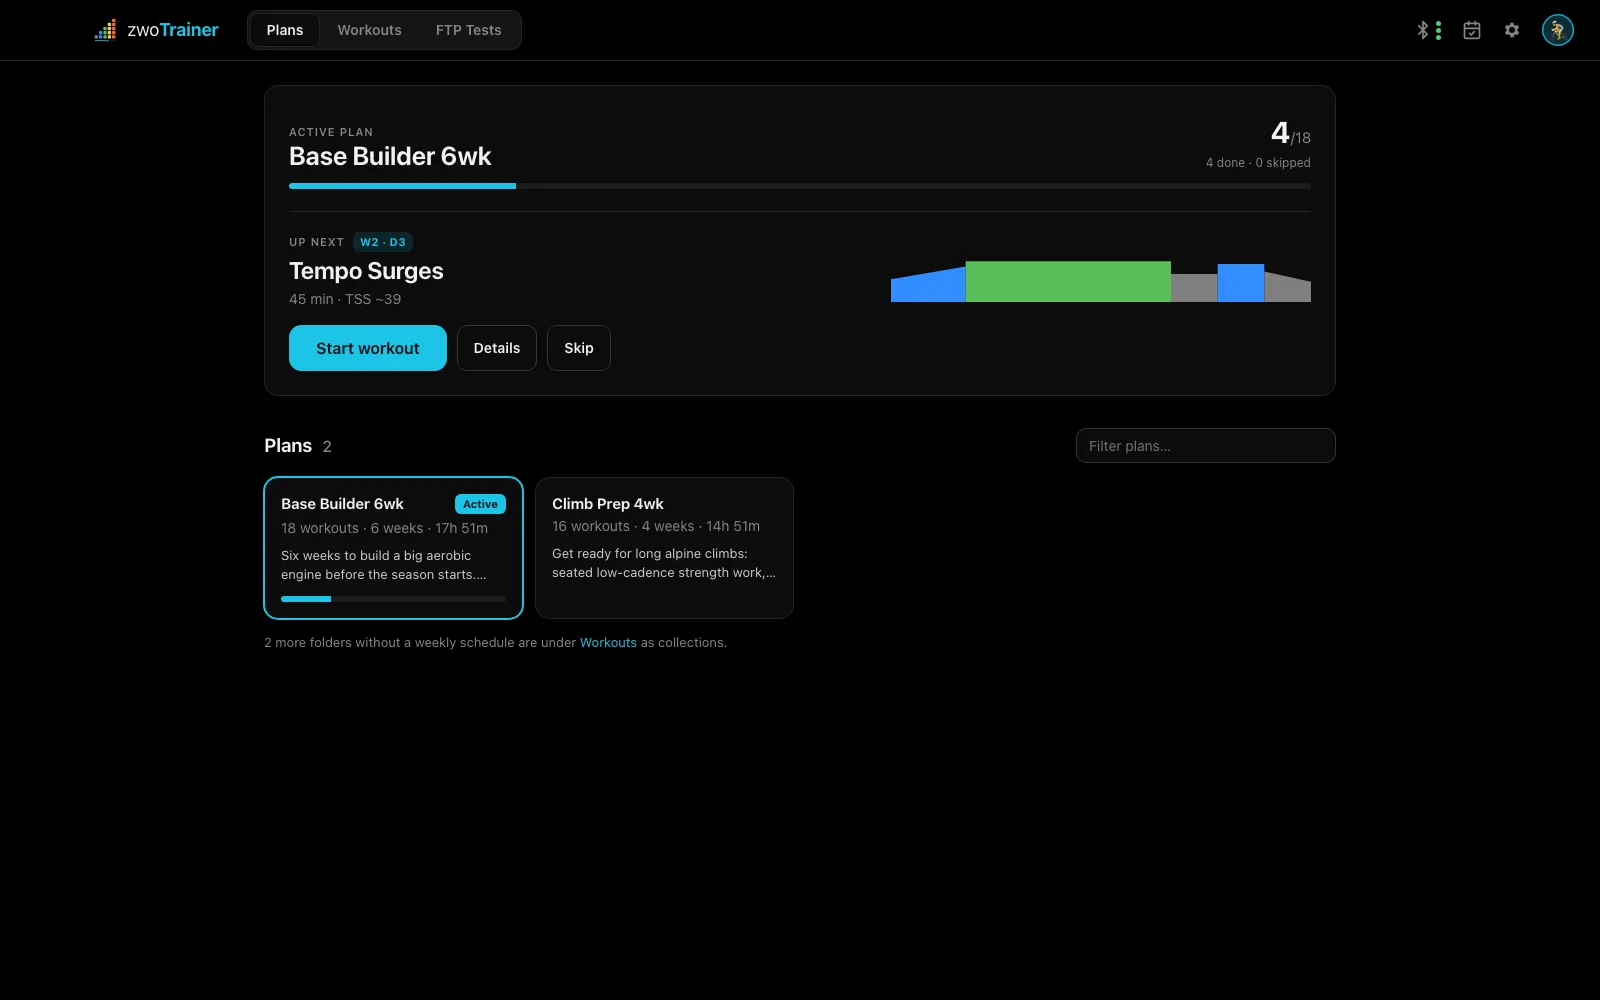 zwoTrainer
Plans
Workouts
FTP Tests
ACTIVE PLAN
Base Builder 6wk
4/18
4 done · 0 skipped
UP NEXT
W2 · D3
Tempo Surges
45 min · TSS ~39
Start workout
Details
Skip
Plans 2
Filter plans...
Base Builder 6wk
Active
18 workouts · 6 weeks · 17h 51m
Six weeks to build a big aerobic
engine before the season starts....
Climb Prep 4wk
16 workouts · 4 weeks · 14h 51m
Get ready for long alpine climbs:
seated low-cadence strength work,...
2 more folders without a weekly schedule are under Workouts as collections.